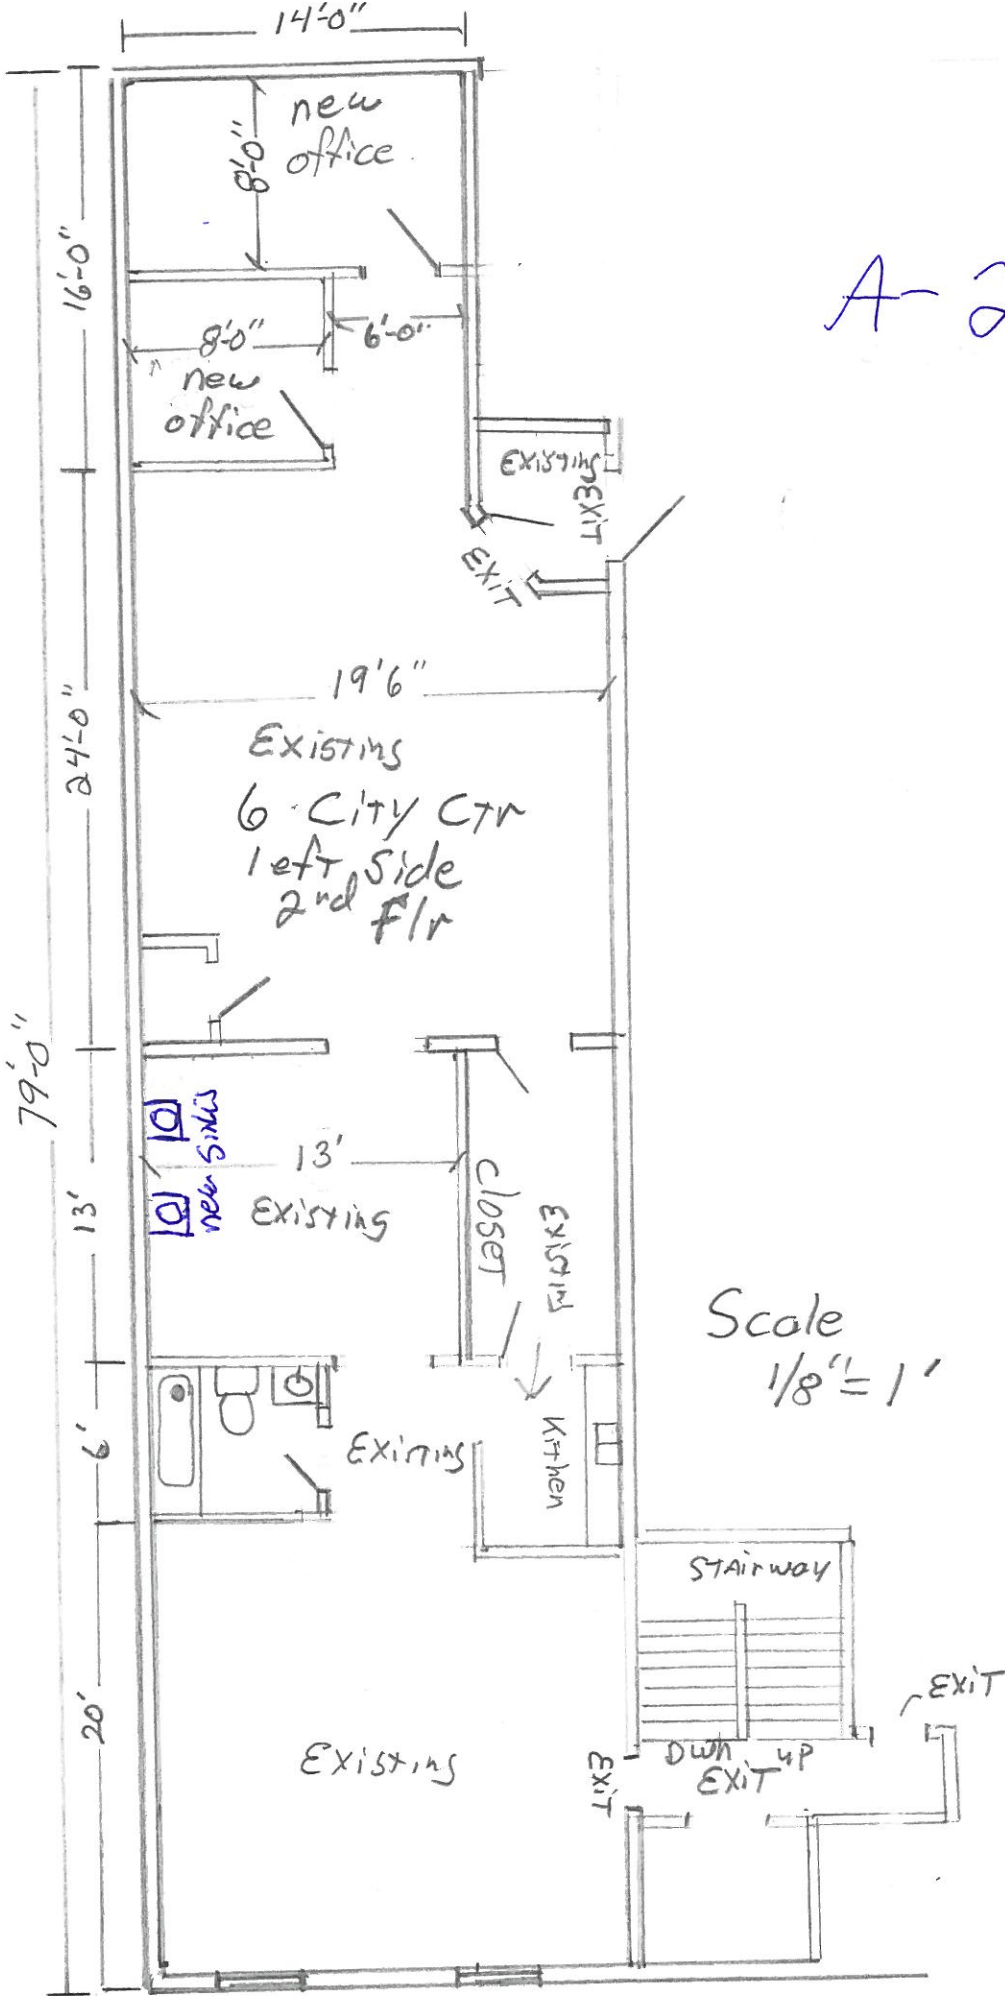 14'-0"
new
office
8'-0"
16'-0"
A-2
8'-0"
6'-0"
new
office
Existing
EXIT
EXIT
19'6"
24'-0"
Existing
6 City Ctr
left Side
2nd Flr
79'-0"
new sinks
13'
13'
Existing
Closet
Existing
Scale
1/8"=1'
6'
Existing
Kithen
Stairway
20'
EXIT
Existing
EXIT
Dwn up
EXIT